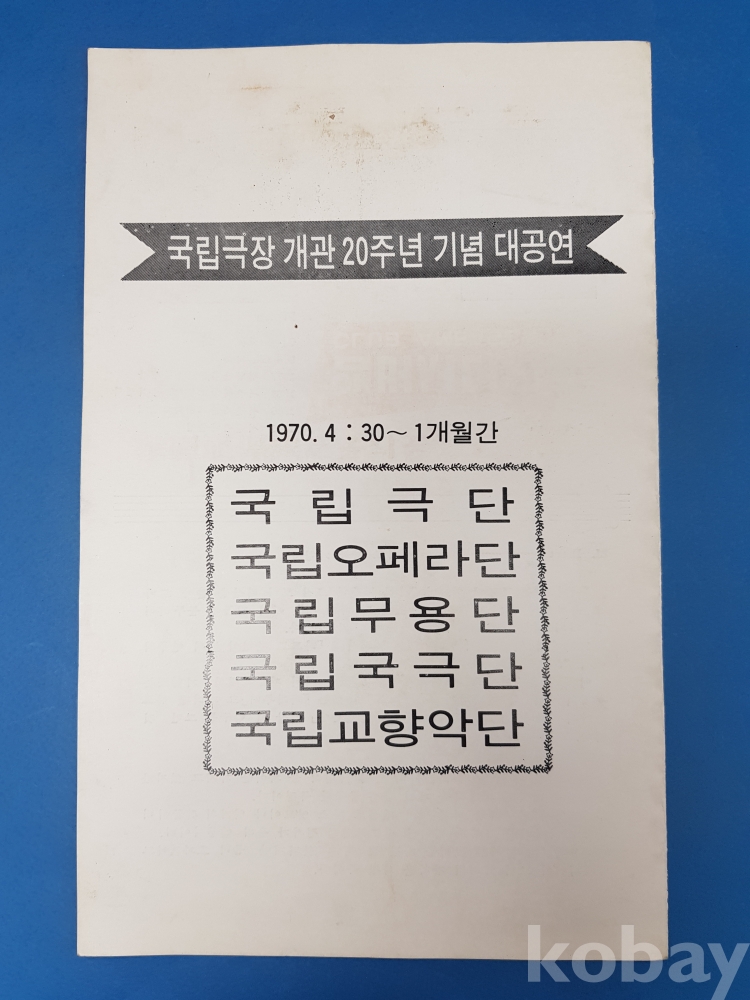 국립극장 개관 20주년 기념 대공연
1970. 4 : 30~ 1개월간
국립극단
국립오페라단
국립무용단
국립국극단
국립교향악단
kobay